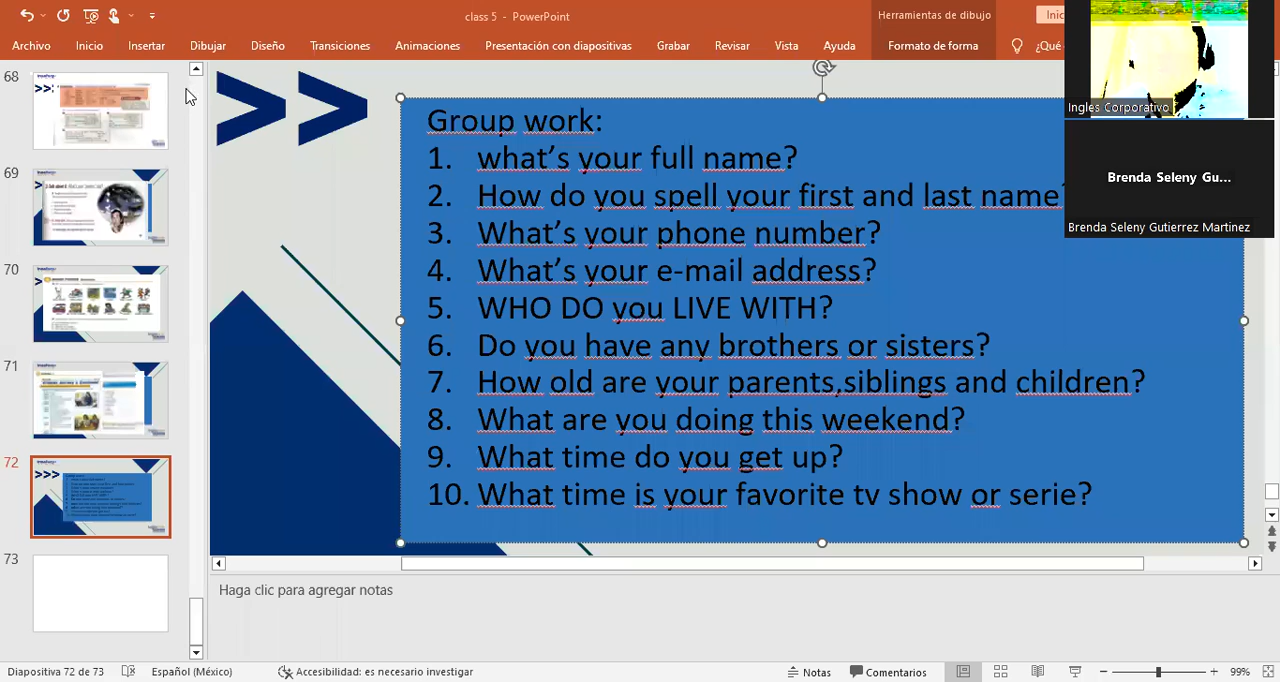 class 5 - PowerPoint
Herramientas de dibujo
Inic
Archivo
Inicio
Insertar
Dibujar
Diseño
Transiciones
Animaciones
Presentación con diapositivas
Grabar
Revisar
Vista
Ayuda
Formato de forma
¿Qué
Ingles Corporativo
Brenda Seleny Gu...
Brenda Seleny Gutierrez Martinez
68
69
70
71
72
73
Group work:
1. what's your full name?
2. How do you spell your first and last name?
3. What's your phone number?
4. What's your e-mail address?
5. WHO DO you LIVE WITH?
6. Do you have any brothers or sisters?
7. How old are your parents,siblings and children?
8. What are you doing this weekend?
9. What time do you get up?
10. What time is your favorite tv show or serie?
Haga clic para agregar notas
Diapositiva 72 de 73
Español (México)
Accesibilidad: es necesario investigar
Notas
Comentarios
99%